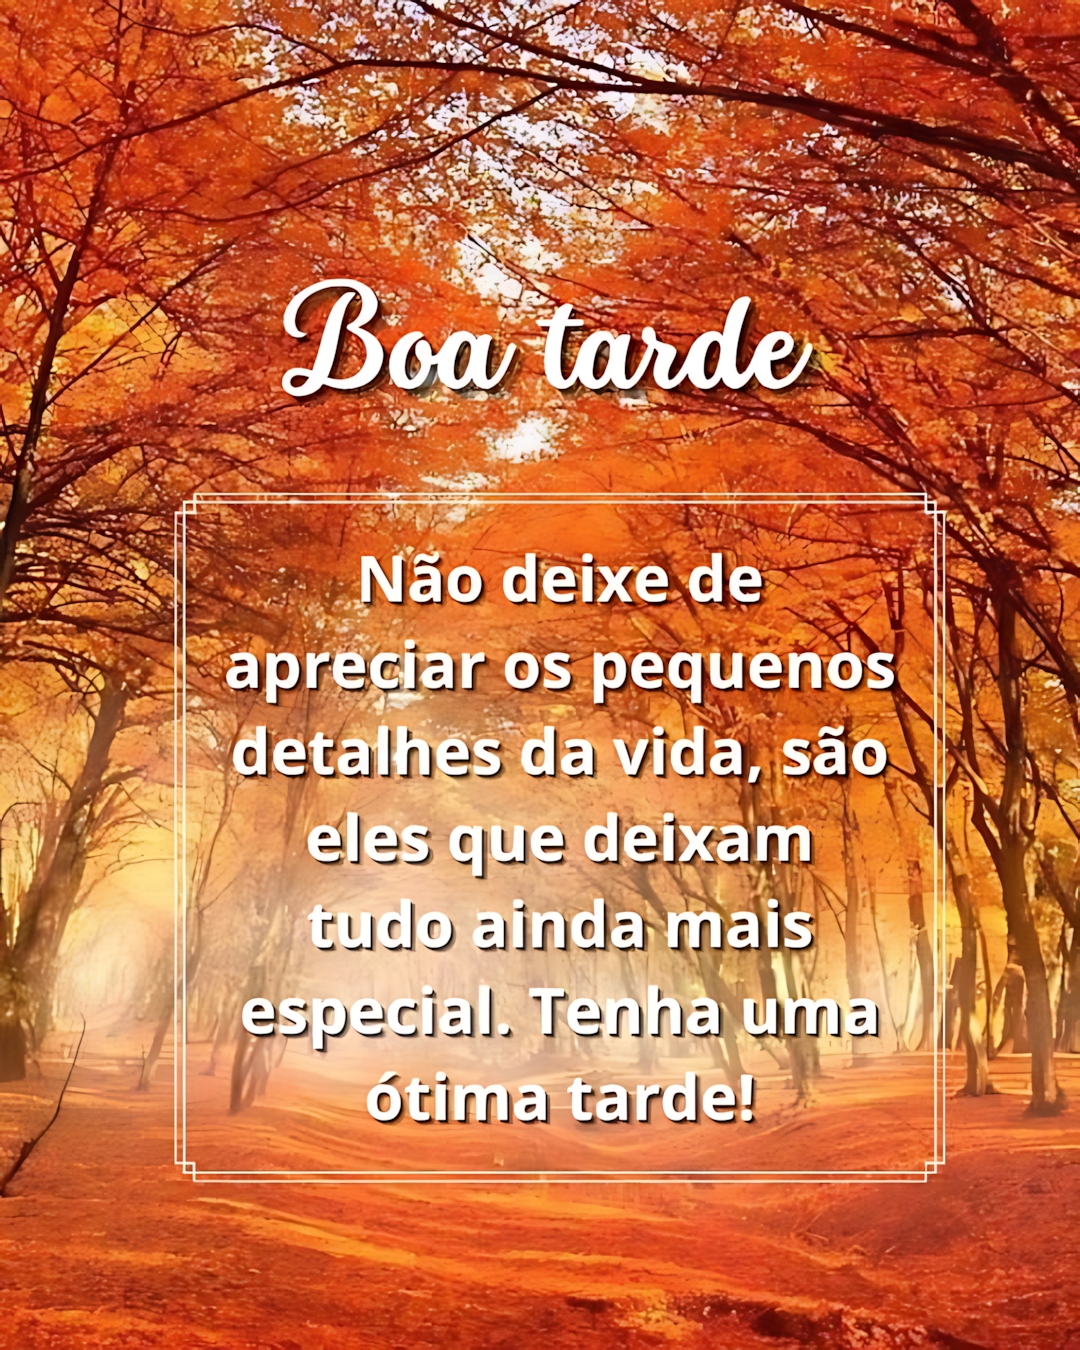 Boa tarde
Não deixe de
apreciar os pequenos
detalhes da vida, são
eles que deixam
tudo ainda mais
especial. Tenha uma
ótima tarde!